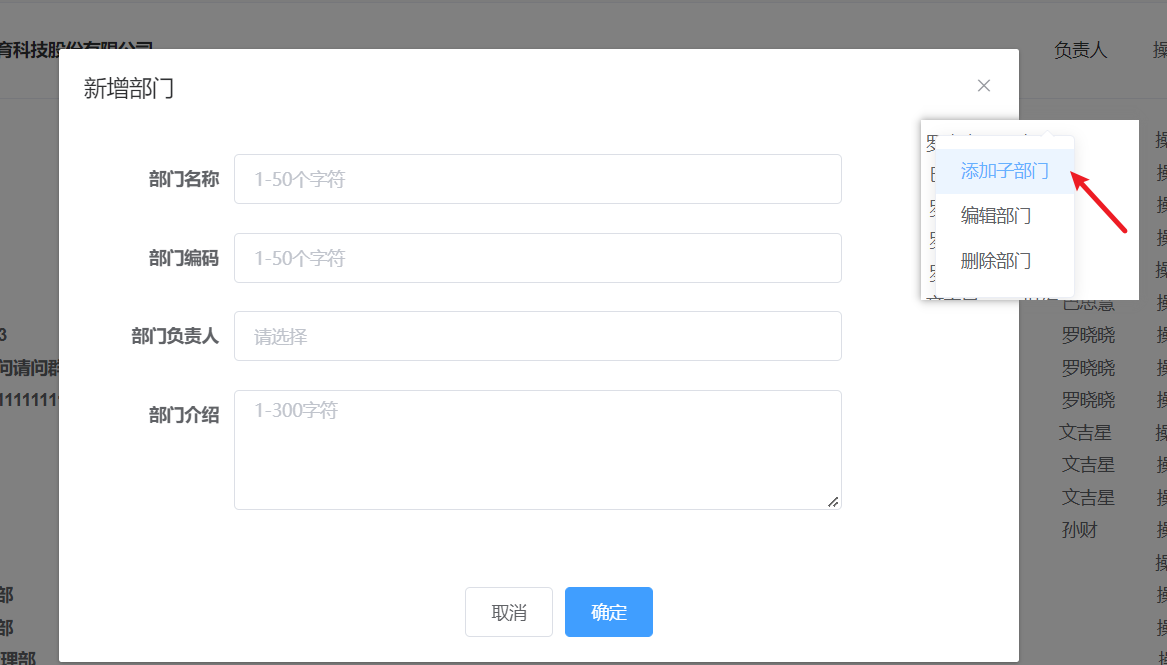 育科技股份有限公司
负责人
操
新增部门
部门名称
1-50个字符
添加子部门
部门编码
1-50个字符
编辑部门
删除部门
部门负责人
请选择
部门介绍
1-300字符
巴思慧
3
罗晓晓
问请问群
罗晓晓
11111111
罗晓晓
文吉星
文吉星
文吉星
孙财
取消
确定
部
部
理部